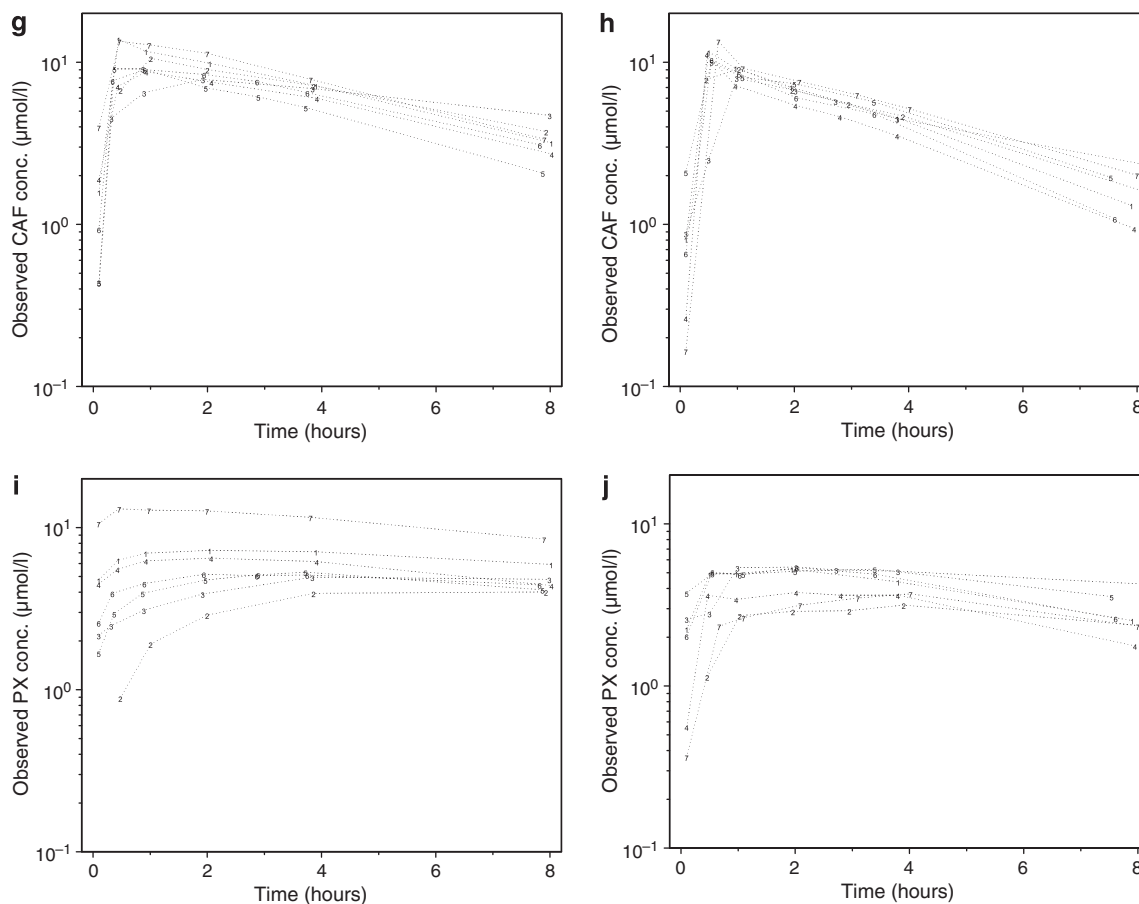 g
Observed CAF conc. (μmol/l)
10¹
10⁰
10⁻¹
0 2 4 6 8
Time (hours)
h
Observed CAF conc. (μmol/l)
10¹
10⁰
10⁻¹
0 2 4 6 8
Time (hours)
i
Observed PX conc. (μmol/l)
10¹
10⁰
10⁻¹
0 2 4 6 8
Time (hours)
j
Observed PX conc. (μmol/l)
10¹
10⁰
10⁻¹
0 2 4 6 8
Time (hours)